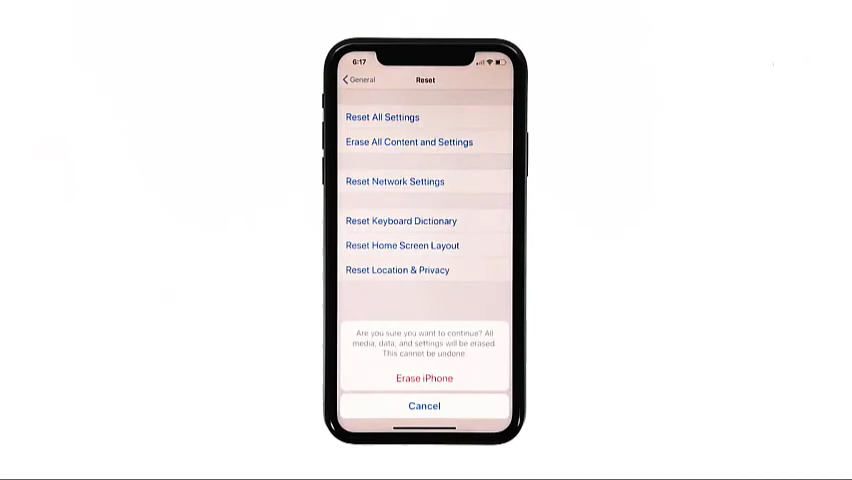 6:17
General
Reset
Reset All Settings
Erase All Content and Settings
Reset Network Settings
Reset Keyboard Dictionary
Reset Home Screen Layout
Reset Location & Privacy
Are you sure you want to continue? All
media, data, and settings will be erased.
This cannot be undone
Erase iPhone
Cancel